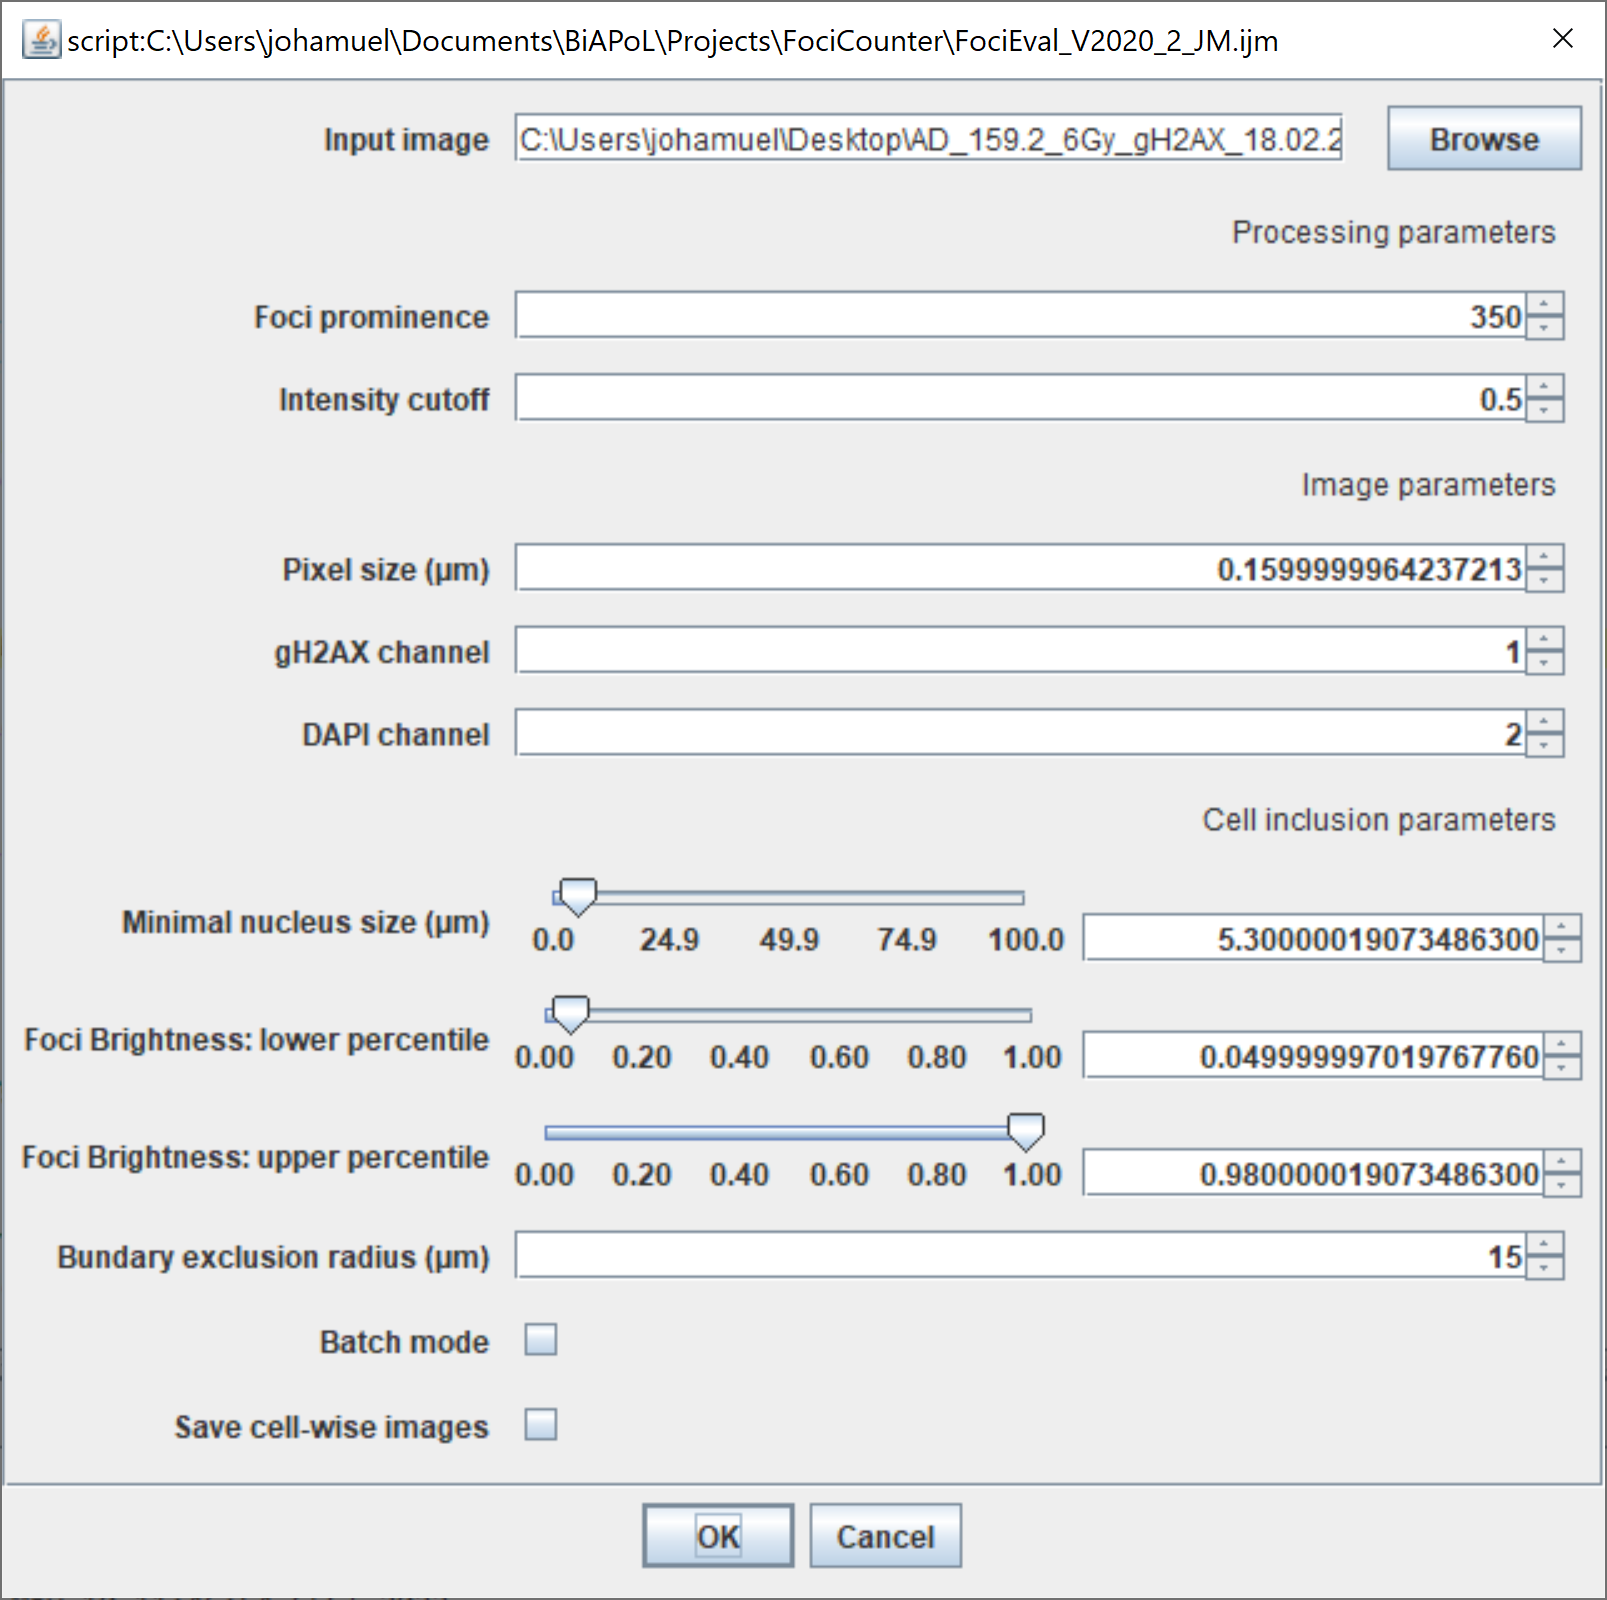 script:C:\Users\johamuel\Documents\BiAPoL\Projects\FociCounter\FociEval_V2020_2_JM.ijm
Input image C:\Users\johamuel\Desktop\AD_159.2_6Gy_gH2AX_18.02.2 Browse
Processing parameters
Foci prominence 350
Intensity cutoff 0.5
Image parameters
Pixel size (µm) 0.1599999964237213
gH2AX channel 1
DAPI channel 2
Cell inclusion parameters
Minimal nucleus size (µm) 0.0 24.9 49.9 74.9 100.0 5.30000019073486300
Foci Brightness: lower percentile 0.00 0.20 0.40 0.60 0.80 1.00 0.049999997019767760
Foci Brightness: upper percentile 0.00 0.20 0.40 0.60 0.80 1.00 0.980000019073486300
Bundary exclusion radius (µm) 15
Batch mode
Save cell-wise images
OK Cancel